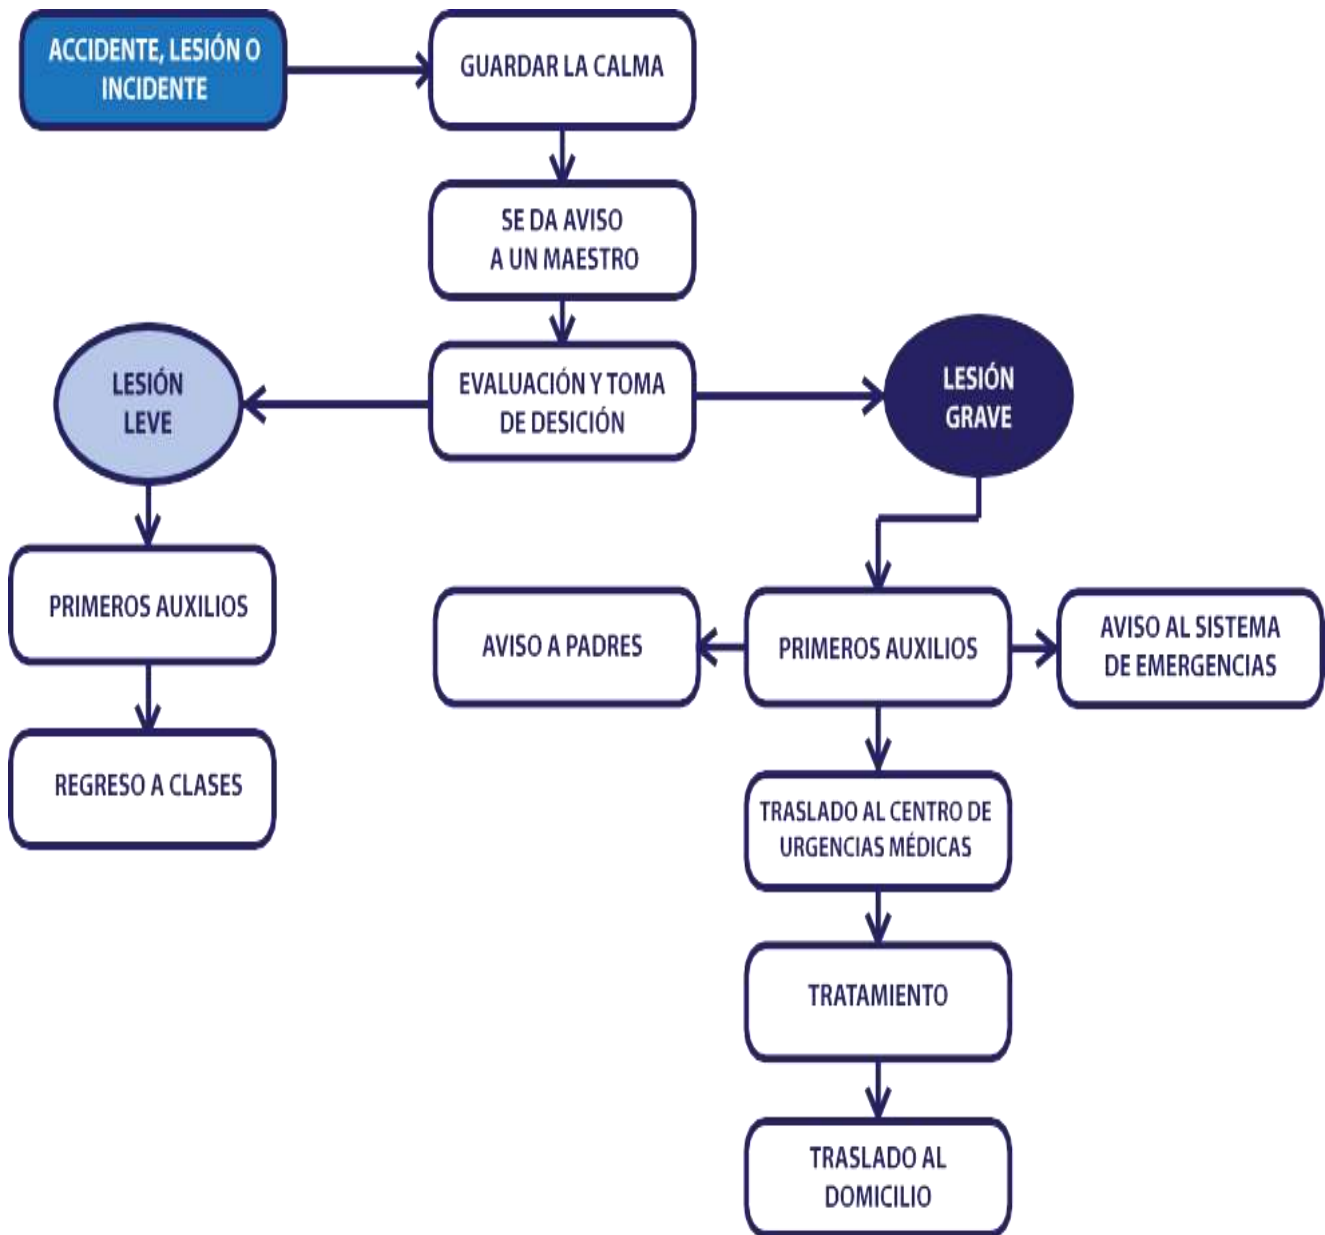 ACCIDENTE, LESIÓN O
INCIDENTE
GUARDAR LA CALMA
SE DA AVISO
A UN MAESTRO
EVALUACIÓN Y TOMA
DE DESICIÓN
LESIÓN
LEVE
LESIÓN
GRAVE
PRIMEROS AUXILIOS
REGRESO A CLASES
AVISO A PADRES
PRIMEROS AUXILIOS
AVISO AL SISTEMA
DE EMERGENCIAS
TRASLADO AL CENTRO DE
URGENCIAS MÉDICAS
TRATAMIENTO
TRASLADO AL
DOMICILIO